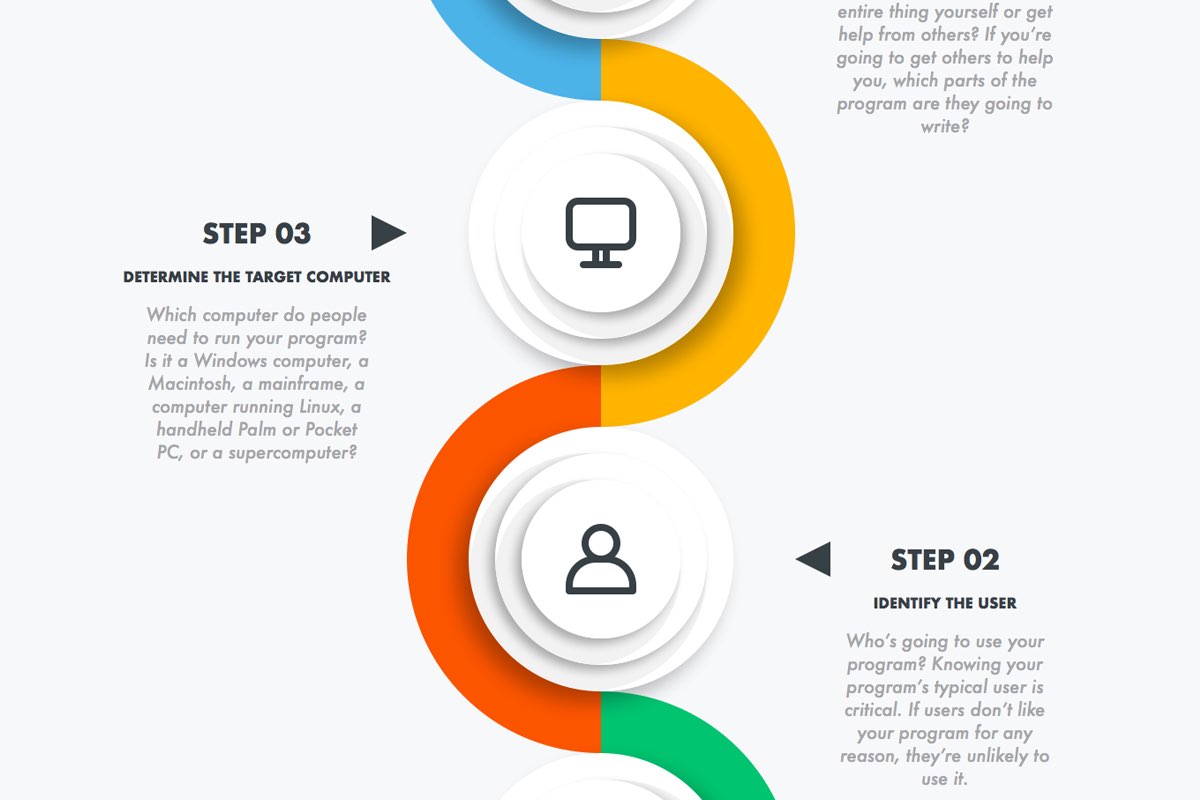 entire thing yourself or get
help from others? If you’re
going to get others to help
you, which parts of the
program are they going to
write?
STEP 03
DETERMINE THE TARGET COMPUTER
Which computer do people
need to run your program?
Is it a Windows computer, a
Macintosh, a mainframe, a
computer running Linux, a
handheld Palm or Pocket
PC, or a supercomputer?
STEP 02
IDENTIFY THE USER
Who’s going to use your
program? Knowing your
program’s typical user is
critical. If users don’t like
your program for any
reason, they’re unlikely to
use it.